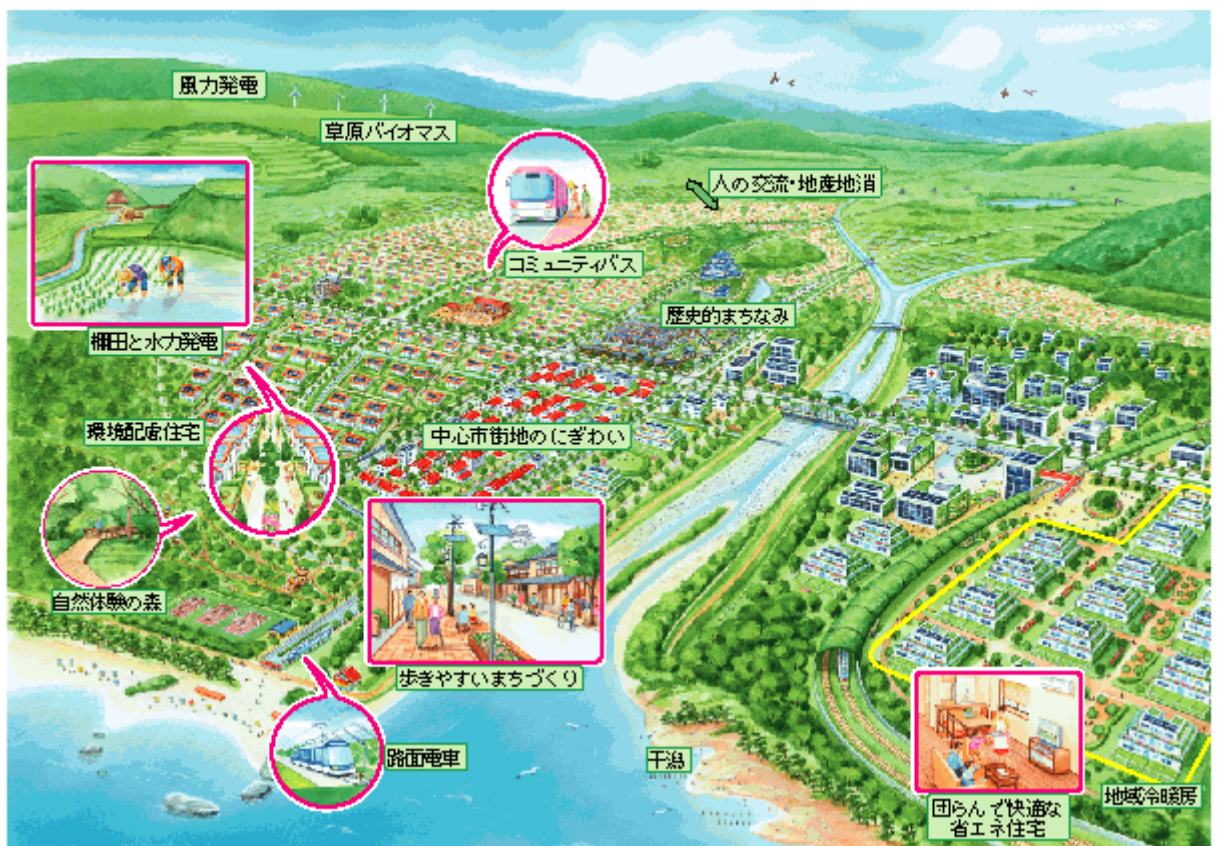 風力発電
草原バイオマス
人の交流・地産地消
コミュニティバス
歴史的まちなみ
棚田と水力発電
環境配慮住宅
中心市街地のにぎわい
自然体験の森
歩きやすいまちづくり
路面電車
干潟
団らんで快適な
省エネ住宅
地域冷暖房